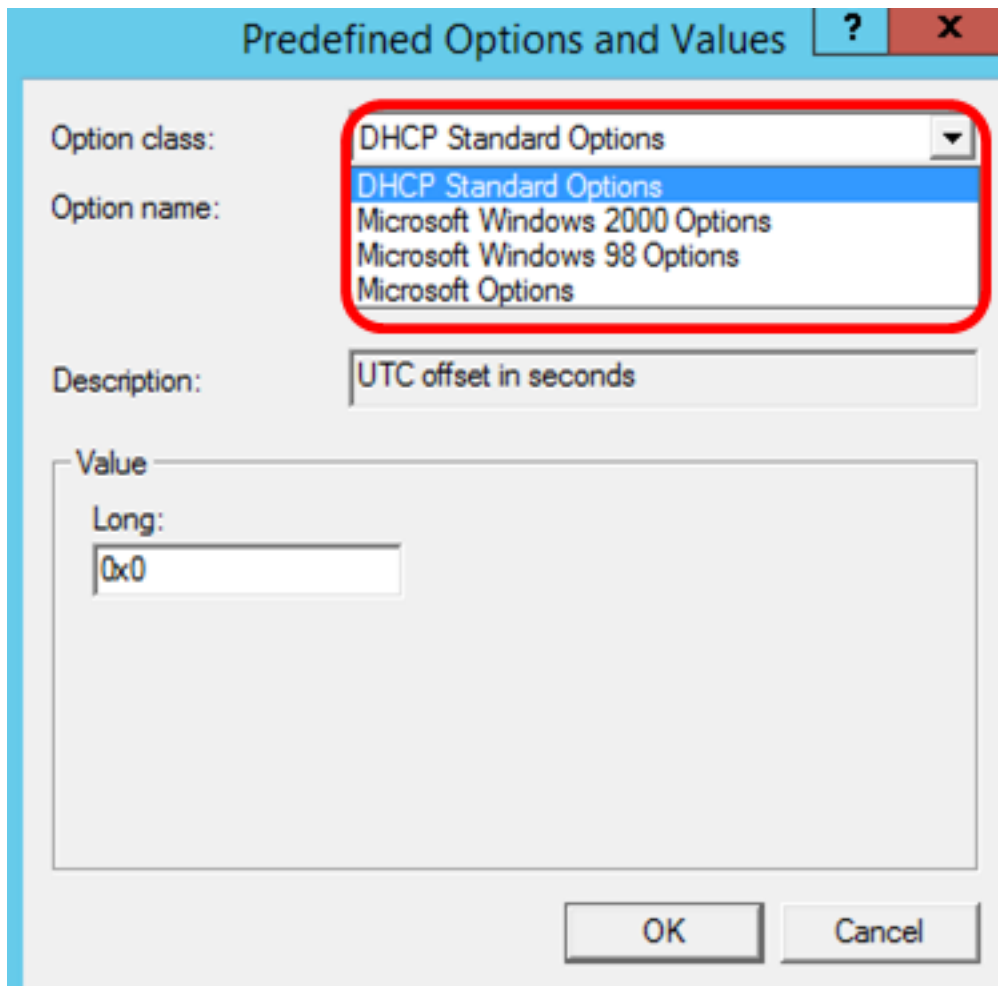 Predefined Options and Values ? x
Option class: DHCP Standard Options
DHCP Standard Options
Option name:
Microsoft Windows 2000 Options
Microsoft Windows 98 Options
Microsoft Options
Description: UTC offset in seconds
Value
Long:
0x0
OK Cancel